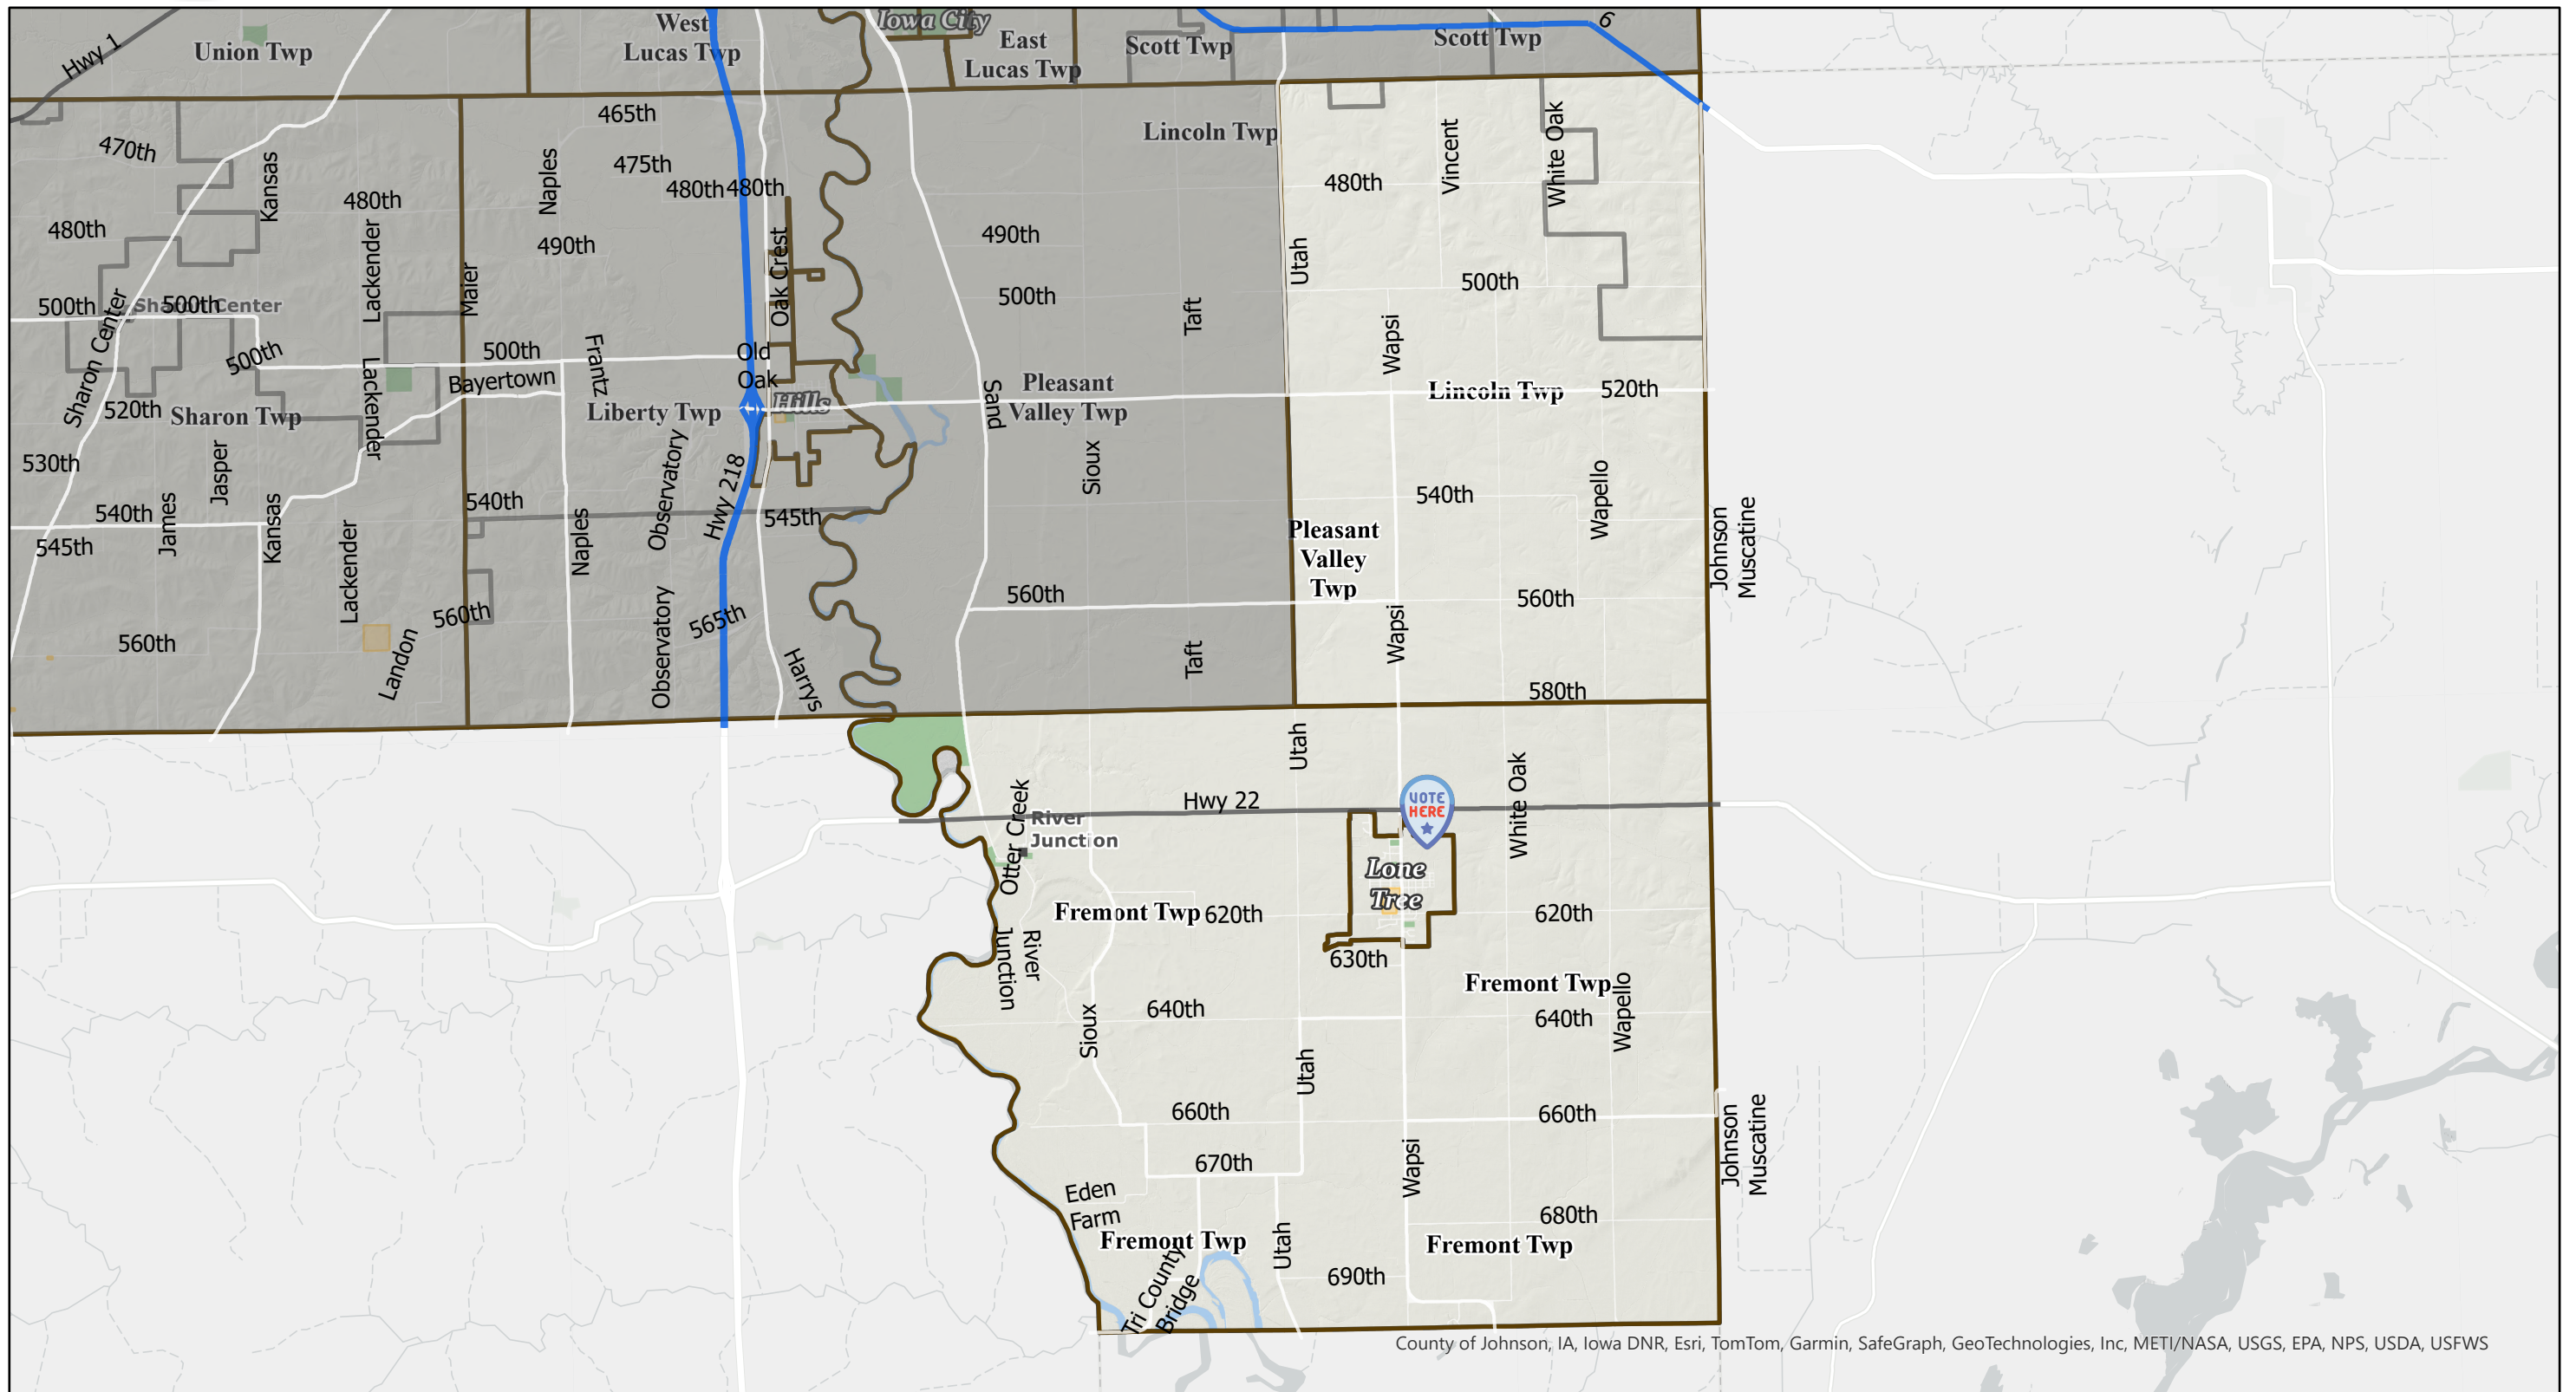 Hwy 1
Union Twp
West
Lucas Twp
Iowa City
East
Lucas Twp
Scott Twp
Scott Twp
6
465th
470th
475th
480th
480th
480th
480th
480th
480th
Kansas
Naples
Lincoln Twp
Vincent
White Oak
Lackender
Maier
490th
490th
Oak Crest
Utah
500th
Sharon Center
500th
500th
500th
Taft
Sharon Center
500th
500th
Frantz
Old
Oak
Wapsi
Bayertown
Lackender
Hills
Sand
Pleasant
Valley Twp
Lincoln Twp
520th
520th
Sharon Twp
Liberty Twp
530th
Jasper
Observatory
Hwy 218
Sioux
Wapello
540th
540th
540th
545th
545th
James
Kansas
Lackender
Naples
Pleasant
Valley
Twp
Johnson
Muscatine
560th
560th
560th
560th
565th
Landon
Observatory
Harrys
Taft
Wapsi
580th
Utah
White Oak
Hwy 22
VOTE
HERE
Otter Creek
River
Junction
Lone
Tree
Fremont Twp
620th
620th
River
Junction
630th
Fremont Twp
Wapello
640th
640th
Sioux
Utah
660th
660th
670th
Wapsi
Johnson
Muscatine
Eden
Farm
680th
Fremont Twp
Utah
Fremont Twp
690th
Tri County
Bridge
County of Johnson, IA, Iowa DNR, Esri, TomTom, Garmin, SafeGraph, GeoTechnologies, Inc, METI/NASA, USGS, EPA, NPS, USDA, USFWS